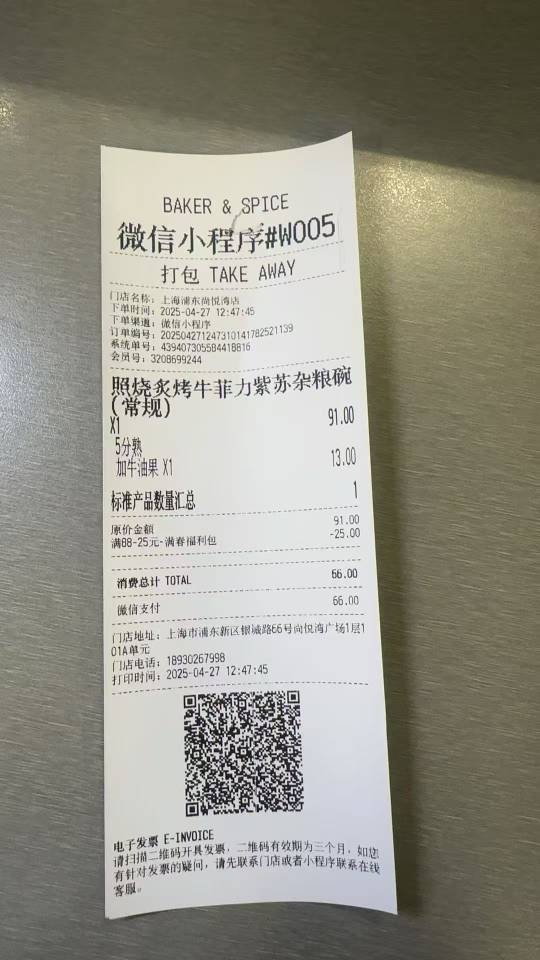 BAKER & SPICE
微信小程序#W005
打包 TAKE AWAY
门店名称：上海浦东尚悦湾店
下单时间：2025-04-27 12:47:45
下单渠道：微信小程序
订单编号：202504271247310141782521139
系统单号：439407305584418816
会员号：3208699244
照烧炙烤牛菲力紫苏杂粮碗
(常规)
X1 91.00
5分熟
加牛油果 X1 13.00
标准产品数量汇总 1
原价金额 91.00
满88-25元-满春福利包 -25.00
消费总计 TOTAL 66.00
微信支付 66.00
门店地址：上海市浦东新区银城路66号尚悦湾广场1层1
01A单元
门店电话：18930267998
打印时间：2025-04-27 12:47:45
电子发票 E-INVOICE
请扫描二维码开具发票，二维码有效期为三个月，如您
有针对发票的疑问，请先联系门店或者小程序联系在线
客服。